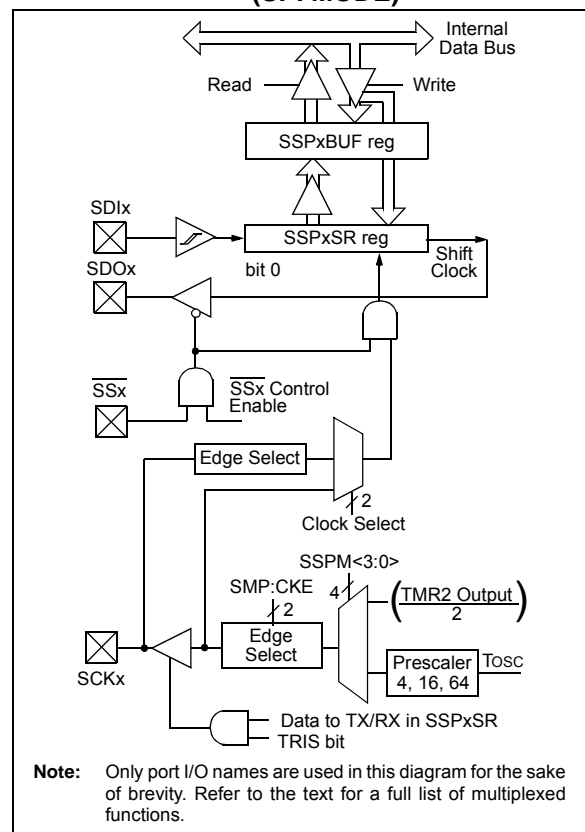 (SPI MODE)
Internal
Data Bus
Read
Write
SSPxBUF reg
SDIx
SSPxSR reg
SDOx
bit 0
Shift
Clock
SSx
SSx Control
Enable
Edge Select
2
Clock Select
SSPM<3:0>
SMP:CKE
4
(TMR2 Output
2)
2
Edge
Select
Prescaler
4, 16, 64
TOSC
SCKx
Data to TX/RX in SSPxSR
TRIS bit
Note: Only port I/O names are used in this diagram for the sake
of brevity. Refer to the text for a full list of multiplexed
functions.